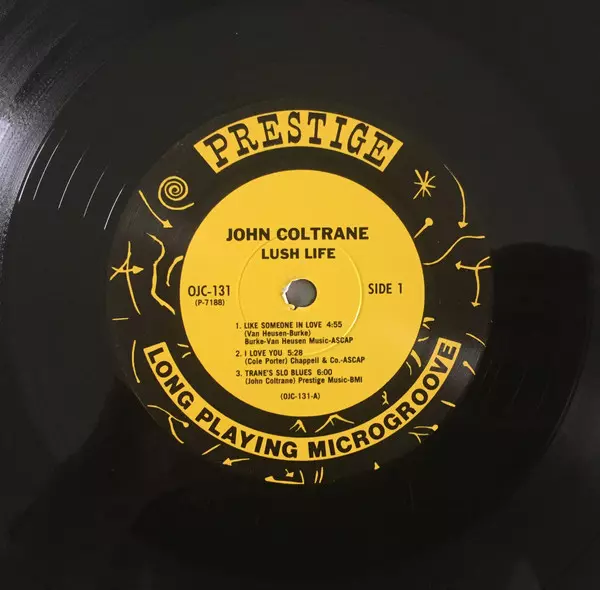 PRESTIGE
JOHN COLTRANE
LUSH LIFE
OJC-131
(P-7188)
SIDE 1
1. LIKE SOMEONE IN LOVE 4:55
(Van Heusen-Burke)
Burke-Van Heusen Music-ASCAP
2. I LOVE YOU 5:28
(Cole Porter) Chappell & Co.-ASCAP
3. TRANE'S SLO BLUES 6:00
(John Coltrane) Prestige Music-BMI
(OJC-131-A)
LONG PLAYING MICROGROOVE